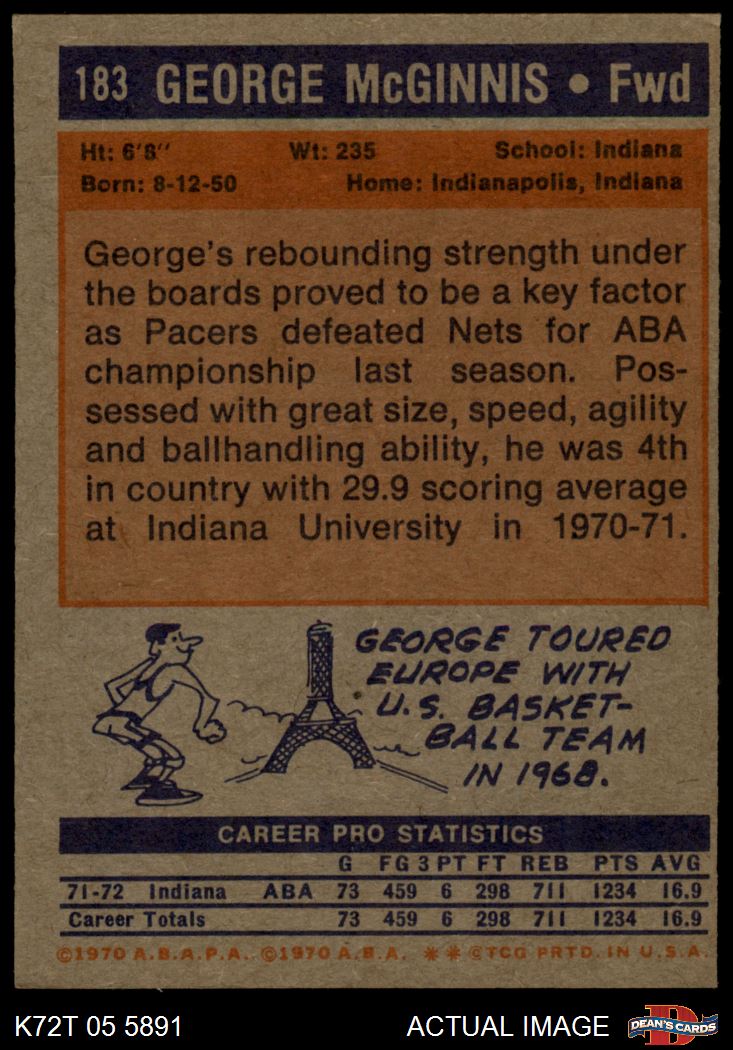 183 GEORGE McGINNIS • Fwd
Ht: 6'8" Wt: 235 School: Indiana
Born: 8-12-50 Home: Indianapolis, Indiana
George's rebounding strength under
the boards proved to be a key factor
as Pacers defeated Nets for ABA
championship last season. Pos-
sessed with great size, speed, agility
and ballhandling ability, he was 4th
in country with 29.9 scoring average
at Indiana University in 1970-71.
GEORGE TOURED
EUROPE WITH
U.S. BASKET-
BALL TEAM
IN 1968.
CAREER PRO STATISTICS
G FG 3 PT FT REB PTS AVG
71-72 Indiana ABA 73 459 6 298 711 1234 16.9
Career Totals 73 459 6 298 711 1234 16.9
©1970 A.B.A.P.A. ©1970 A.B.A. ** ©TCG PRTD. IN U.S.A.
K72T 05 5891 ACTUAL IMAGE DEAN'S CARDS